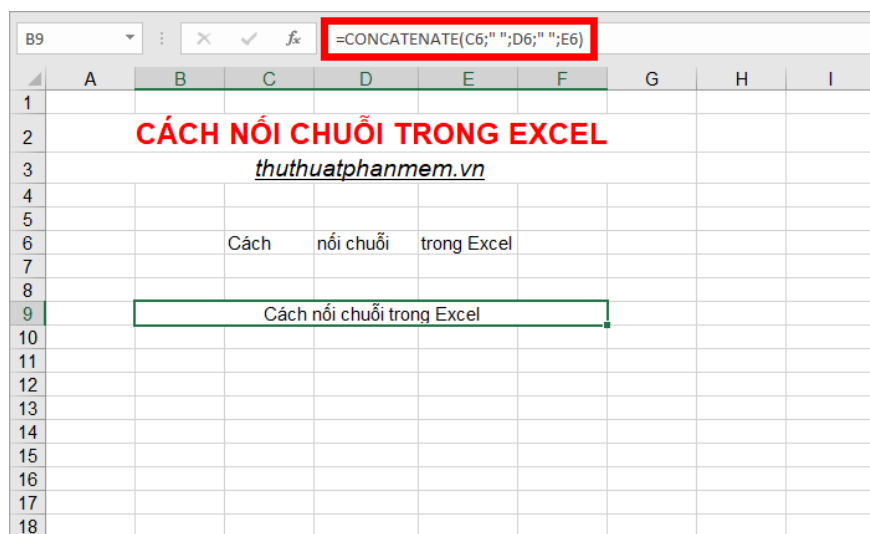 B9 fx =CONCATENATE(C6;" ";D6;" ";E6)
A B C D E F G H I
1
2 CÁCH NỐI CHUỖI TRONG EXCEL
3 thuthuatphanmem.vn
4
5
6 Cách nối chuỗi trong Excel
7
8
9 Cách nối chuỗi trong Excel
10
11
12
13
14
15
16
17
18